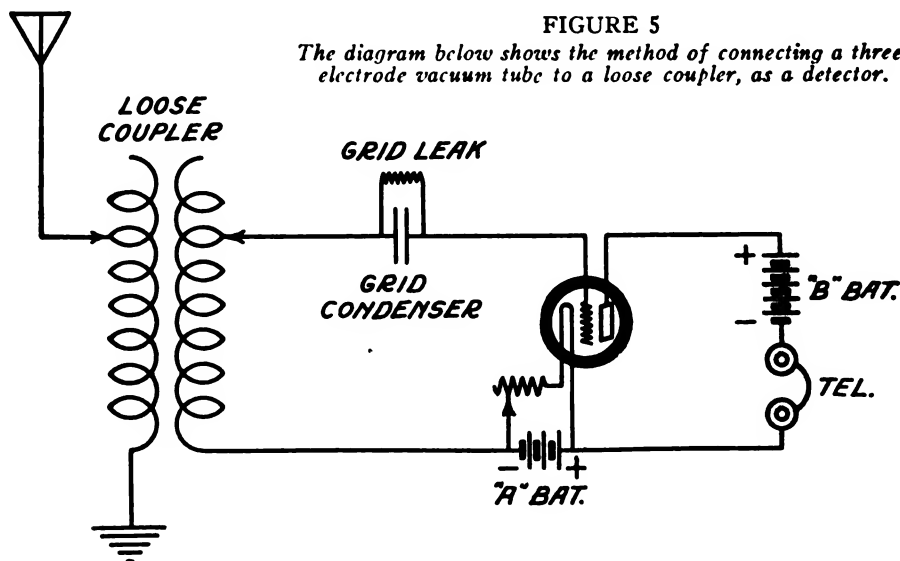 FIGURE 5
The diagram below shows the method of connecting a three
electrode vacuum tube to a loose coupler, as a detector.
LOOSE
COUPLER
GRID LEAK
GRID
CONDENSER
+
"B" BAT.
-
TEL.
- +
"A" BAT.